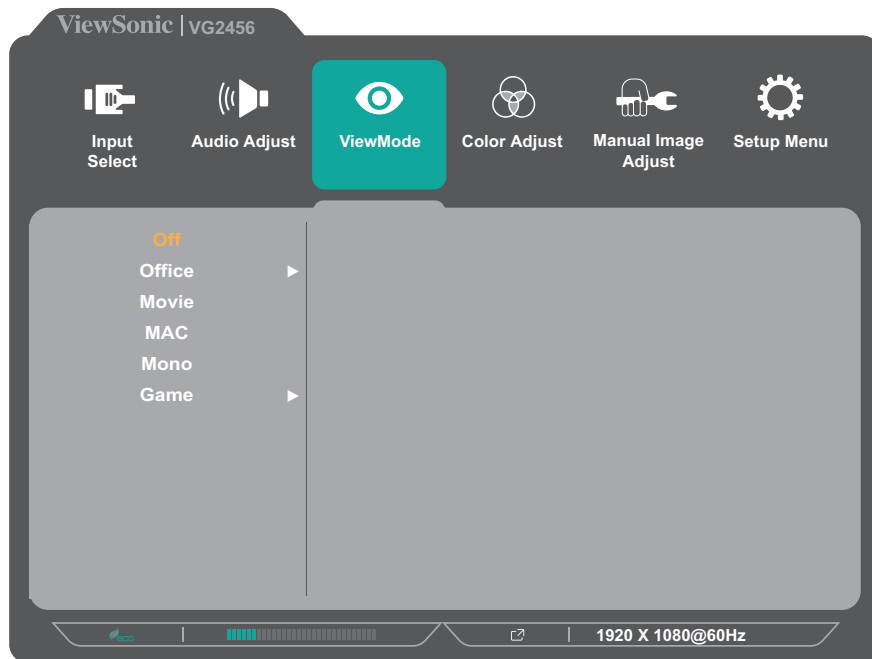 ViewSonic | VG2456
Input Select
Audio Adjust
ViewMode
Color Adjust
Manual Image Adjust
Setup Menu
Off
Office ▶
Movie
MAC
Mono
Game ▶
eco
1920 X 1080@60Hz